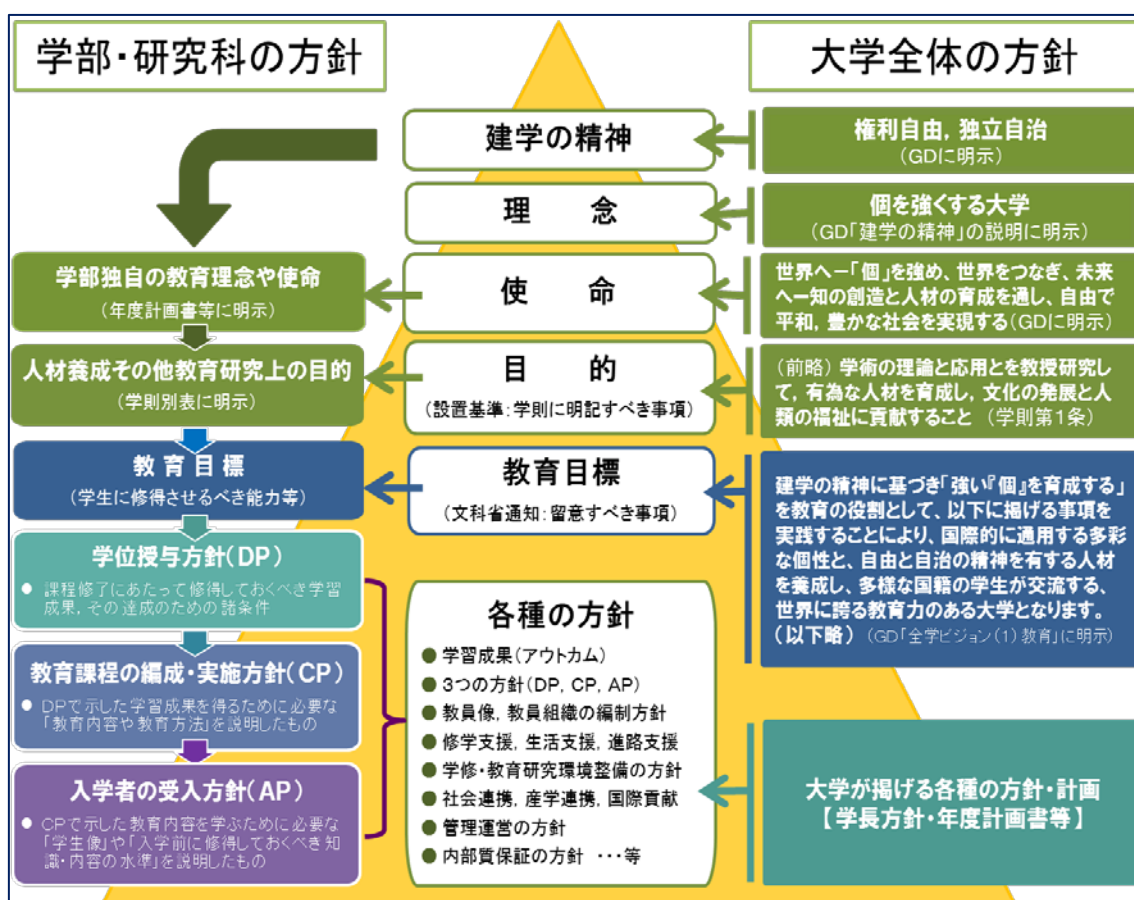 学部・研究科の方針
学部独自の教育理念や使命
(年度計画書等に明示)
人材養成その他教育研究上の目的
(学則別表に明示)
教育目標
(学生に修得させるべき能力等)
学位授与方針(DP)
● 課程修了にあたって修得しておくべき学習
成果,その達成のための諸条件
教育課程の編成・実施方針(CP)
● DPで示した学習成果を得るために必要な
「教育内容や教育方法」を説明したもの
入学者の受入方針(AP)
● CPで示した教育内容を学ぶために必要な
「学生像」や「入学前に修得しておくべき知
識・内容の水準」を説明したもの
建学の精神
理 念
使 命
目 的
(設置基準:学則に明記すべき事項)
教育目標
(文科省通知:留意すべき事項)
各種の方針
● 学習成果(アウトカム)
● 3つの方針(DP, CP, AP)
● 教員像,教員組織の編制方針
● 修学支援,生活支援,進路支援
● 学修・教育研究環境整備の方針
● 社会連携,産学連携,国際貢献
● 管理運営の方針
● 内部質保証の方針 ・・・等
大学全体の方針
権利自由,独立自治
(GDに明示)
個を強くする大学
(GD「建学の精神」の説明に明示)
世界へ―「個」を強め、世界をつなぎ、未来
へ―知の創造と人材の育成を通し、自由で
平和,豊かな社会を実現する(GDに明示)
(前略)学術の理論と応用とを教授研究し
て,有為な人材を育成し,文化の発展と人
類の福祉に貢献すること (学則第1条)
建学の精神に基づき「強い『個』を育成する」
を教育の役割として、以下に掲げる事項を
実践することにより、国際的に通用する多彩
な個性と、自由と自治の精神を有する人材
を養成し、多様な国籍の学生が交流する、
世界に誇る教育力のある大学となります。
(以下略) (GD「全学ビジョン(1)教育」に明示)
大学が掲げる各種の方針・計画
【学長方針・年度計画書等】